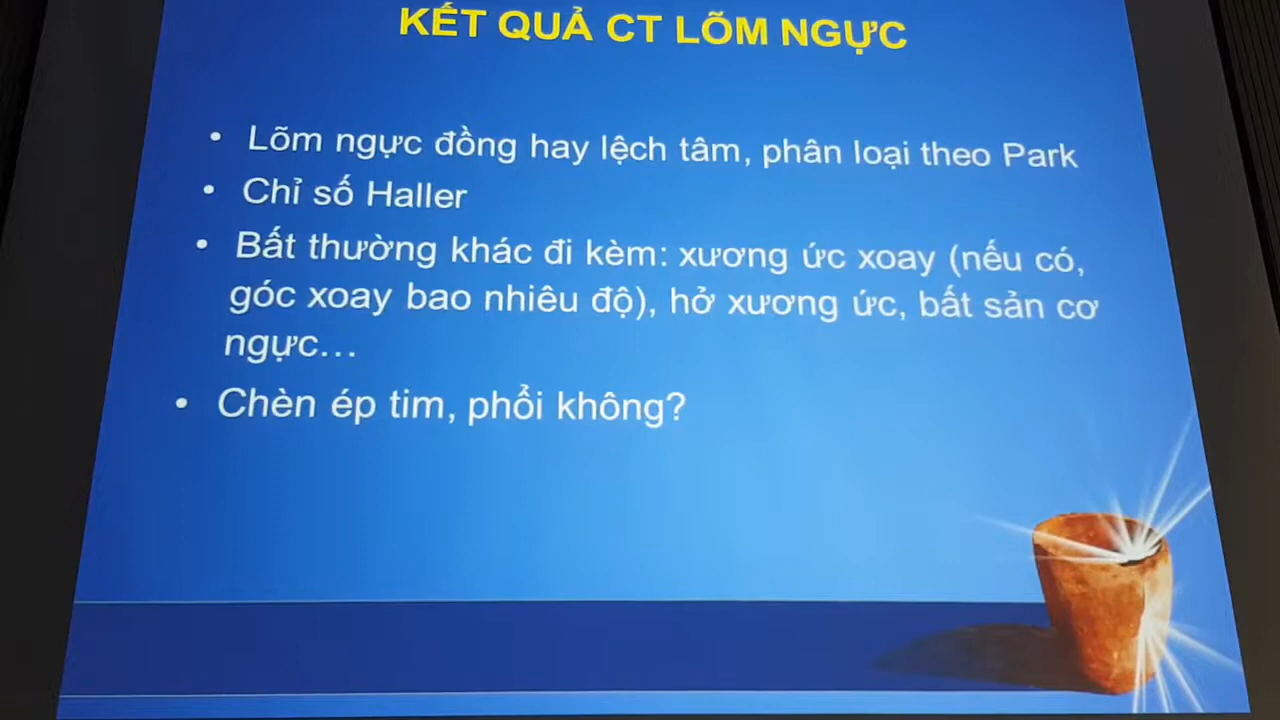 KẾT QUẢ CT LÕM NGỰC
• Lõm ngực đồng hay lệch tâm, phân loại theo Park
• Chỉ số Haller
• Bất thường khác đi kèm: xương ức xoay (nếu có,
góc xoay bao nhiêu độ), hở xương ức, bất sản cơ
ngực...
• Chèn ép tim, phổi không?